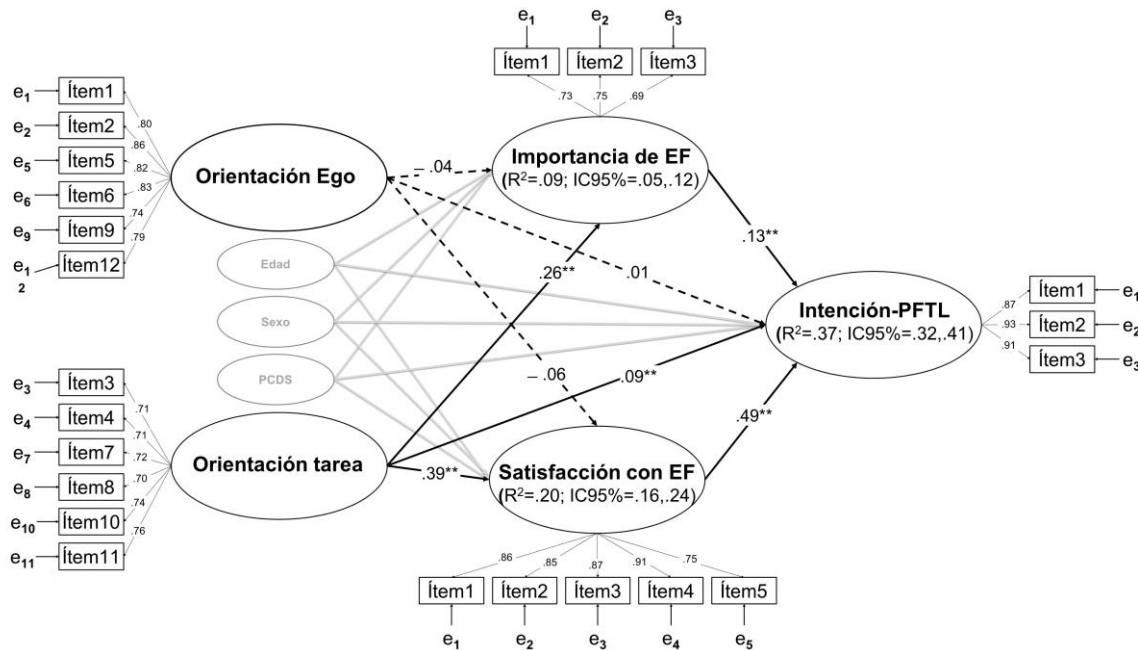 e1 e2 e3
Ítem1 Ítem2 Ítem3
.73 .75 .69
e1 Ítem1 .80
e2 Ítem2 .86
e5 Ítem5 .82
e6 Ítem6 .83
e9 Ítem9 .74
e12 Ítem12 .79
Orientación Ego
– .04
Importancia de EF
(R²=.09; IC95%=.05,.12)
Edad
Sexo
PCDS
.26**
.01
.13**
– .06
.09**
.49**
.39**
Intención-PFTL
(R²=.37; IC95%=.32,.41)
.87 Ítem1 e1
.93 Ítem2 e2
.91 Ítem3 e3
e3 Ítem3 .71
e4 Ítem4 .71
e7 Ítem7 .72
e8 Ítem8 .70
e10 Ítem10 .74
e11 Ítem11 .76
Orientación tarea
Satisfacción con EF
(R²=.20; IC95%=.16,.24)
.86 .85 .87 .91 .75
Ítem1 Ítem2 Ítem3 Ítem4 Ítem5
e1 e2 e3 e4 e5